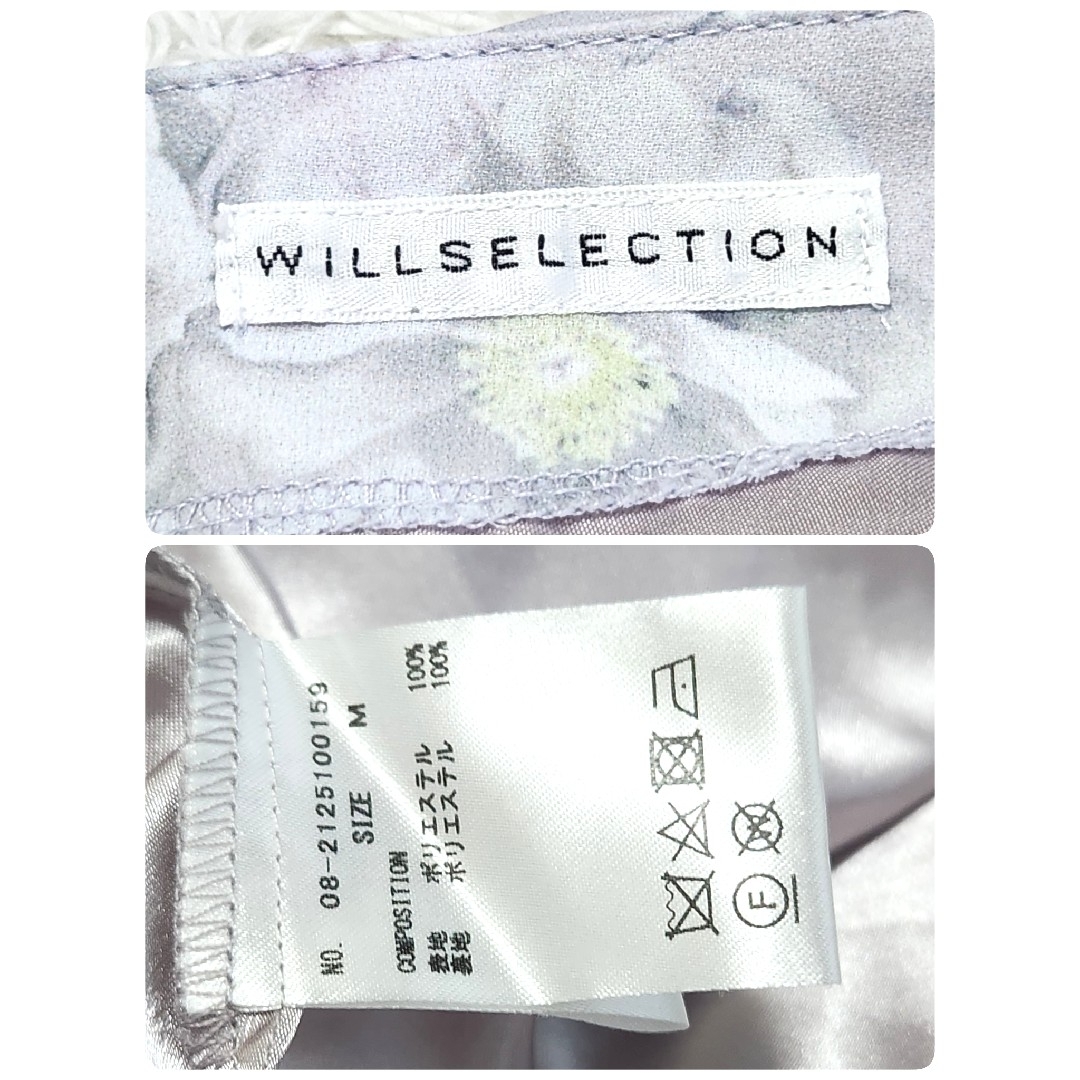 WILLSELECTION
NO. 08-2125100159
SIZE M
COMPOSITION
表地 ポリエステル 100%
裏地 ポリエステル 100%
F
W